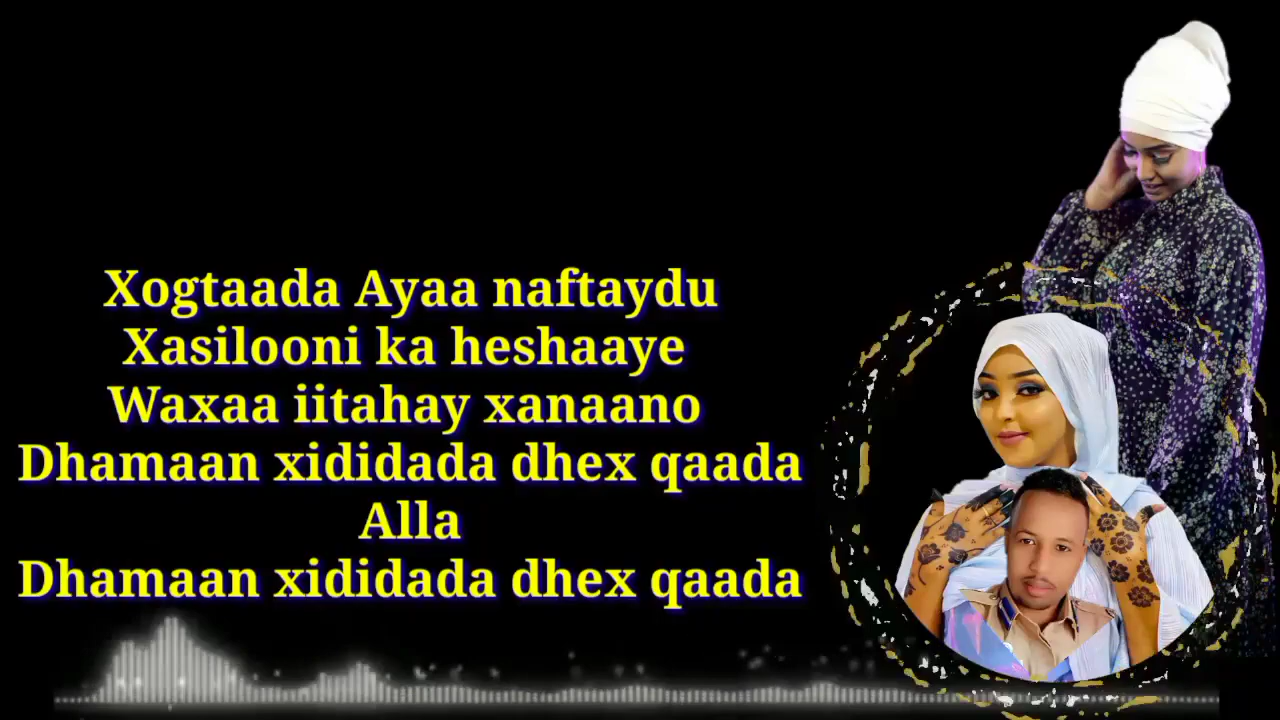 Xogtaada Ayaa naftaydu
Xasilooni ka heshaaye
Waxaa iitahay xanaano
Dhamaan xididada dhex qaada
Alla
Dhamaan xididada dhex qaada